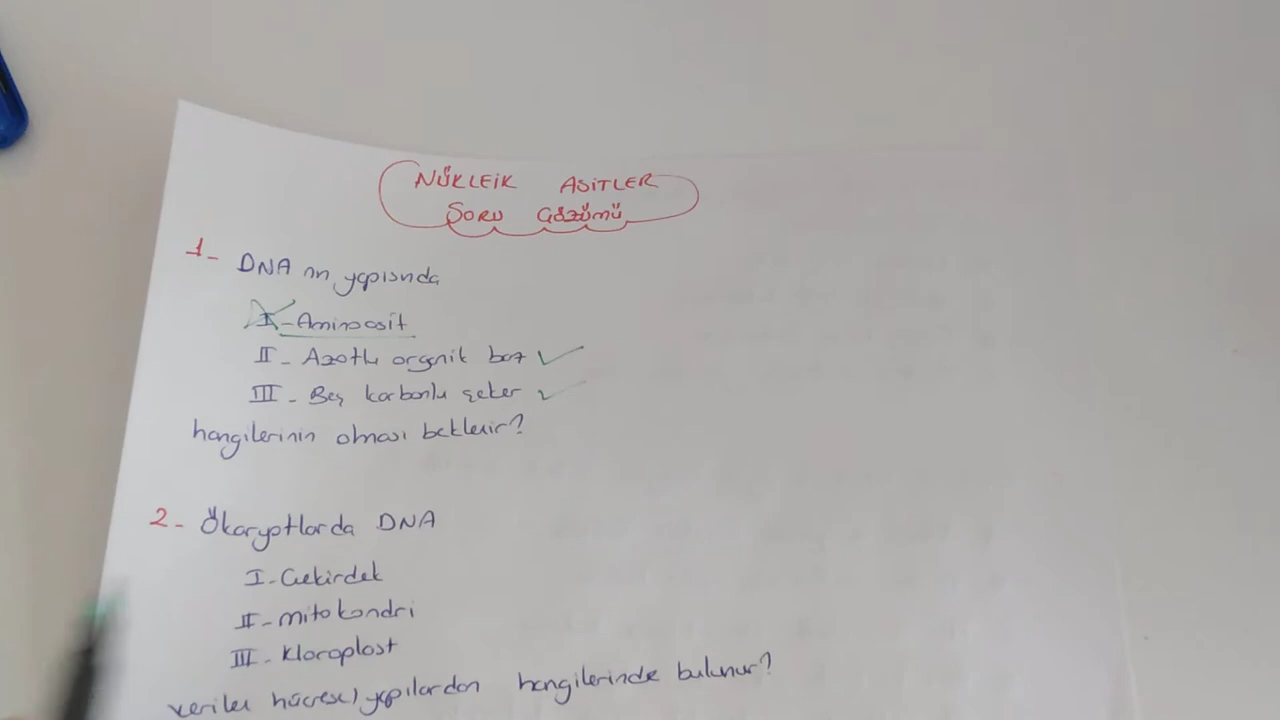 NÜKLEİK ASİTLER
SORU ÇÖZÜMÜ
1- DNA nın yapısında
I - Aminoasit
II - Azotlu organik baz
III - Beş karbonlu şeker
hangilerinin olması beklenir?
2- Ökaryotlarda DNA
I - Çekirdek
II - mitokondri
III - kloroplast
verilen hücresel yapılardan hangilerinde bulunur?